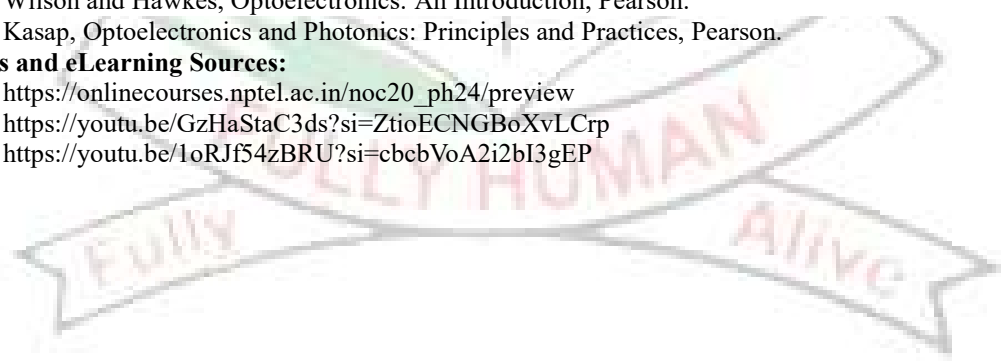 Wilson and Hawkes, Optoelectronics: An Introduction, Pearson.
Kasap, Optoelectronics and Photonics: Principles and Practices, Pearson.
s and eLearning Sources:
https://onlinecourses.nptel.ac.in/noc20_ph24/preview
https://youtu.be/GzHaStaC3ds?si=ZtioECNGBoXvLCrp
https://youtu.be/1oRJf54zBRU?si=cbcbVoA2i2bI3gEP
FULLY HUMAN
Fully Alive